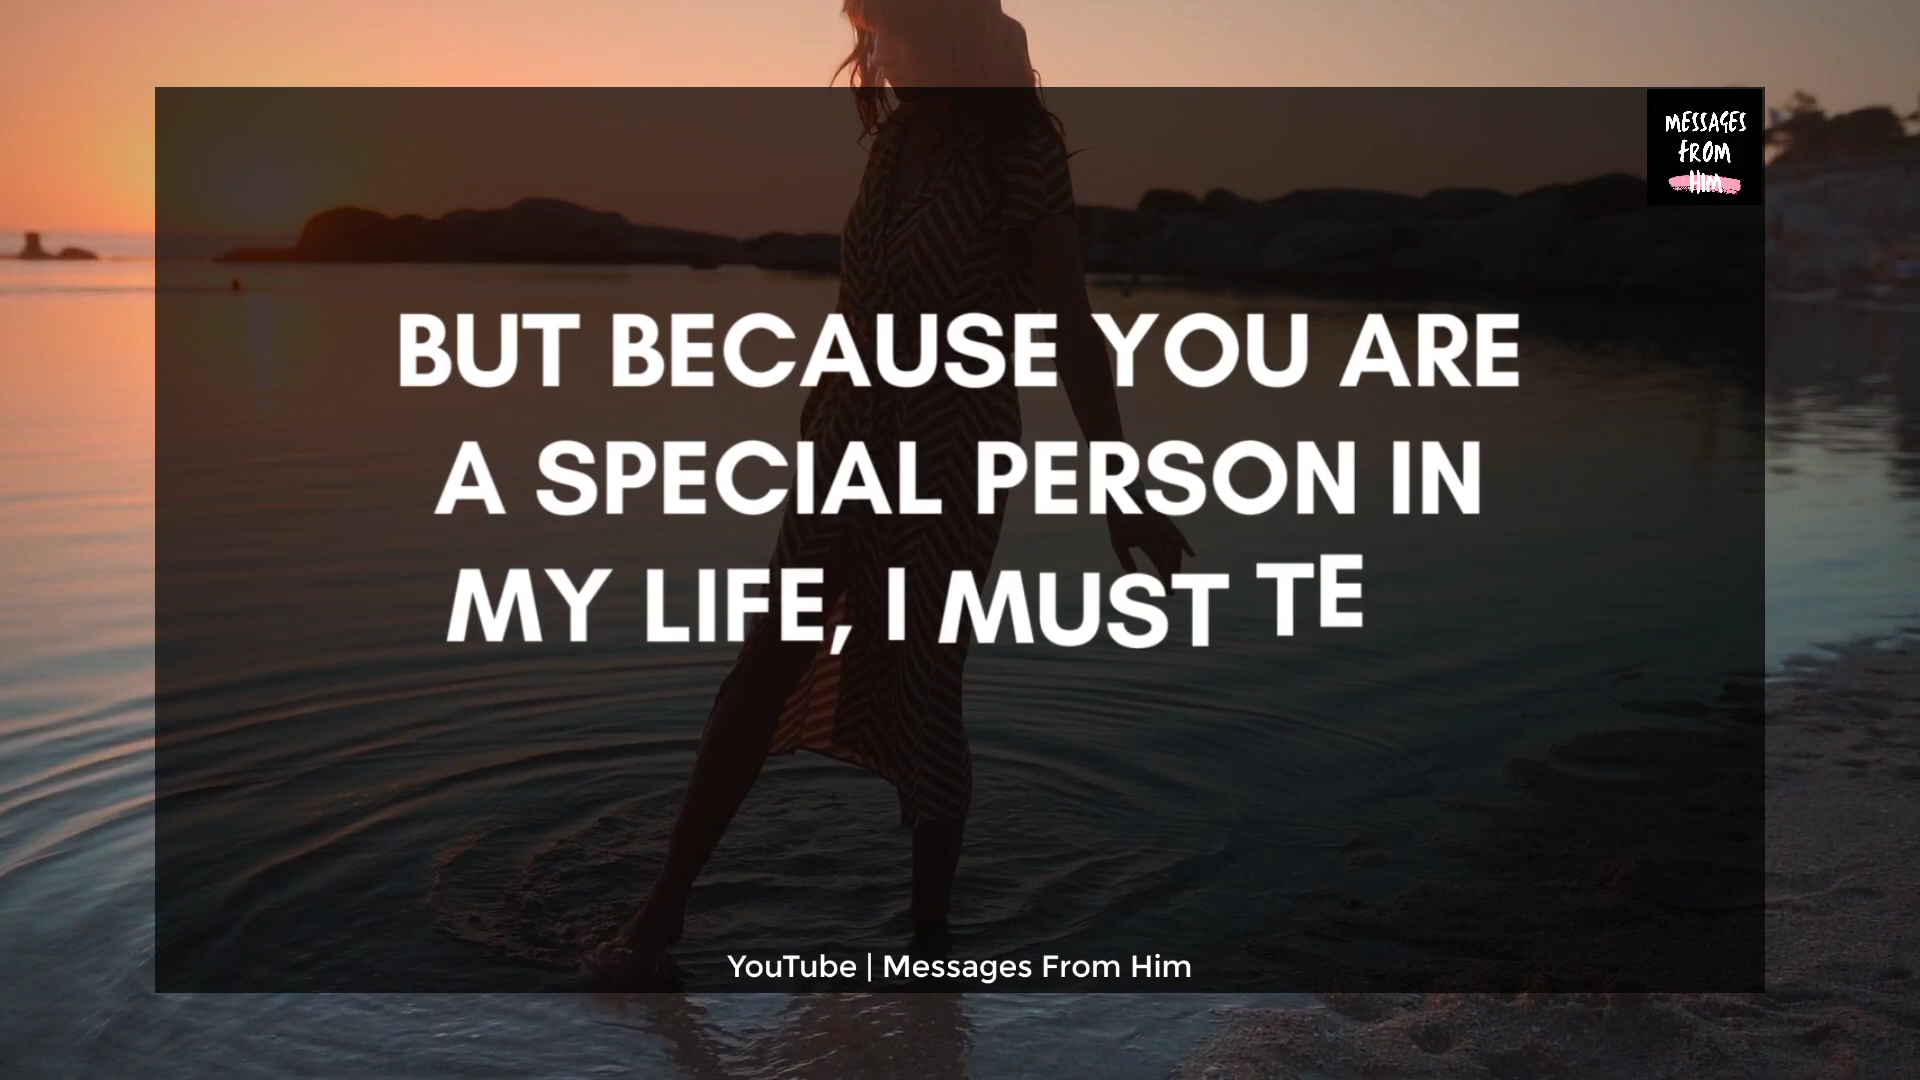 MESSAGES
FROM
HIM
BUT BECAUSE YOU ARE
A SPECIAL PERSON IN
MY LIFE, I MUST TE
YouTube | Messages From Him